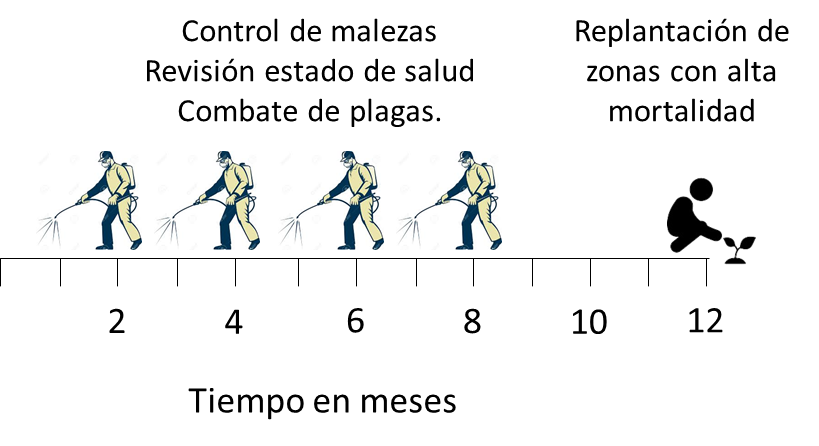 Control de malezas
Revisión estado de salud
Combate de plagas.
Replantación de
zonas con alta
mortalidad
2 4 6 8 10 12
Tiempo en meses